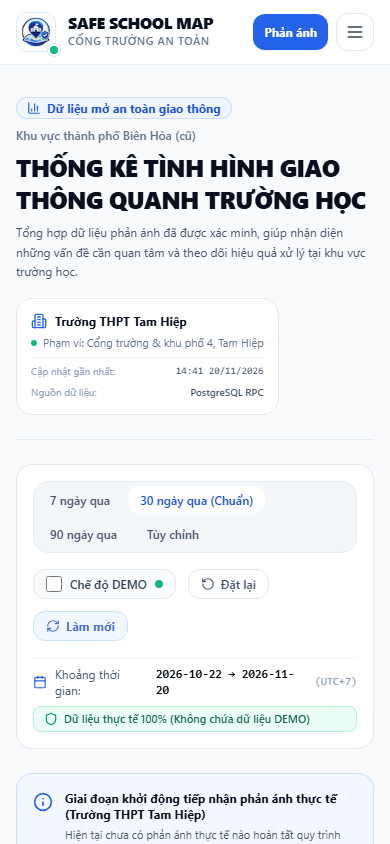 SAFE SCHOOL MAP
CỔNG TRƯỜNG AN TOÀN
Phản ánh
Dữ liệu mở an toàn giao thông
Khu vực thành phố Biên Hòa (cũ)
THỐNG KÊ TÌNH HÌNH GIAO
THÔNG QUANH TRƯỜNG HỌC
Tổng hợp dữ liệu phản ánh đã được xác minh, giúp nhận diện
những vấn đề cần quan tâm và theo dõi hiệu quả xử lý tại khu vực
trường học.
Trường THPT Tam Hiệp
Phạm vi: Cổng trường & khu phố 4, Tam Hiệp
Cập nhật gần nhất: 14:41 20/11/2026
Nguồn dữ liệu: PostgreSQL RPC
7 ngày qua 30 ngày qua (Chuẩn)
90 ngày qua Tùy chỉnh
Chế độ DEMO Đặt lại
Làm mới
Khoảng thời
gian:
2026-10-22 → 2026-11-
20
(UTC+7)
Dữ liệu thực tế 100% (Không chứa dữ liệu DEMO)
Giai đoạn khởi động tiếp nhận phản ánh thực tế
(Trường THPT Tam Hiệp)
Hiện tại chưa có phản ánh thực tế nào hoàn tất quy trình